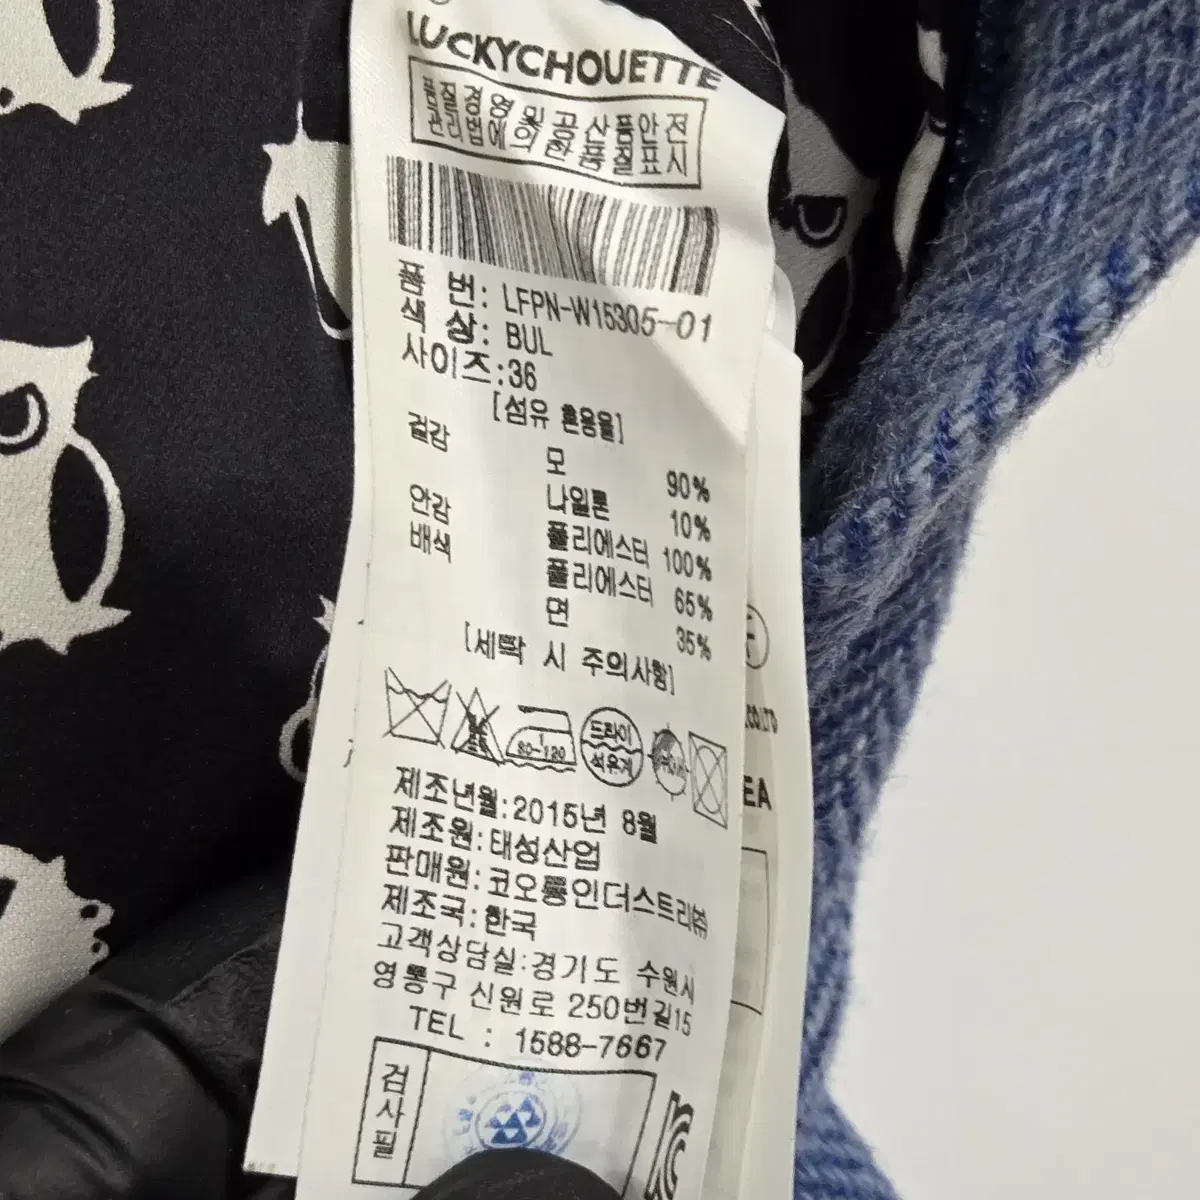 LUCKYCHOUETTE
품질경영 및 공산품안전
관리법에 의한 품질표시
품 번: LFPN-W15305-01
색 상: BUL
사이즈:36
[섬유 혼용율]
겉감 모 90%
나일론 10%
안감 폴리에스터 100%
배색 폴리에스터 65%
면 35%
[세탁 시 주의사항]
80-120
드라이
석유계
제조년월:2015년 8월
제조원:태성산업
판매원:코오롱인더스트리㈜
제조국:한국
고객상담실:경기도 수원시
영통구 신원로 250번길15
TEL : 1588-7667
검사필
CO.LTD
EA